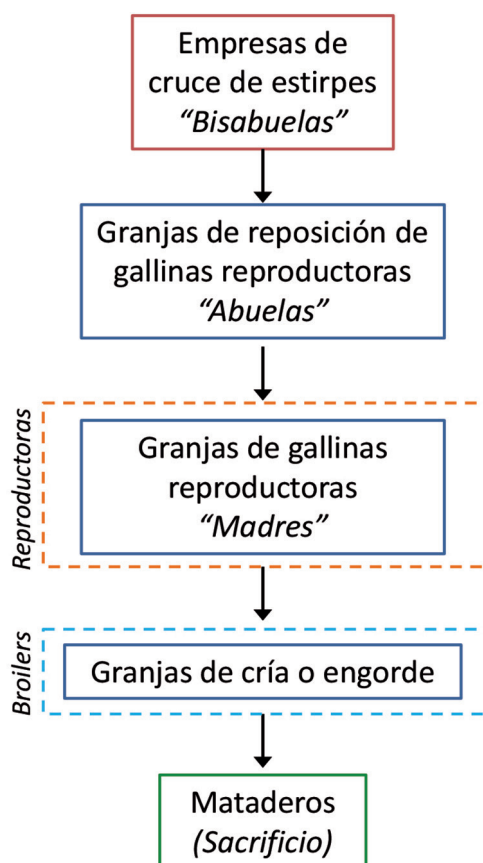 Empresas de
cruce de estirpes
“Bisabuelas”
Granjas de reposición de
gallinas reproductoras
“Abuelas”
Reproductoras
Granjas de gallinas
reproductoras
“Madres”
Broilers
Granjas de cría o engorde
Mataderos
(Sacrificio)